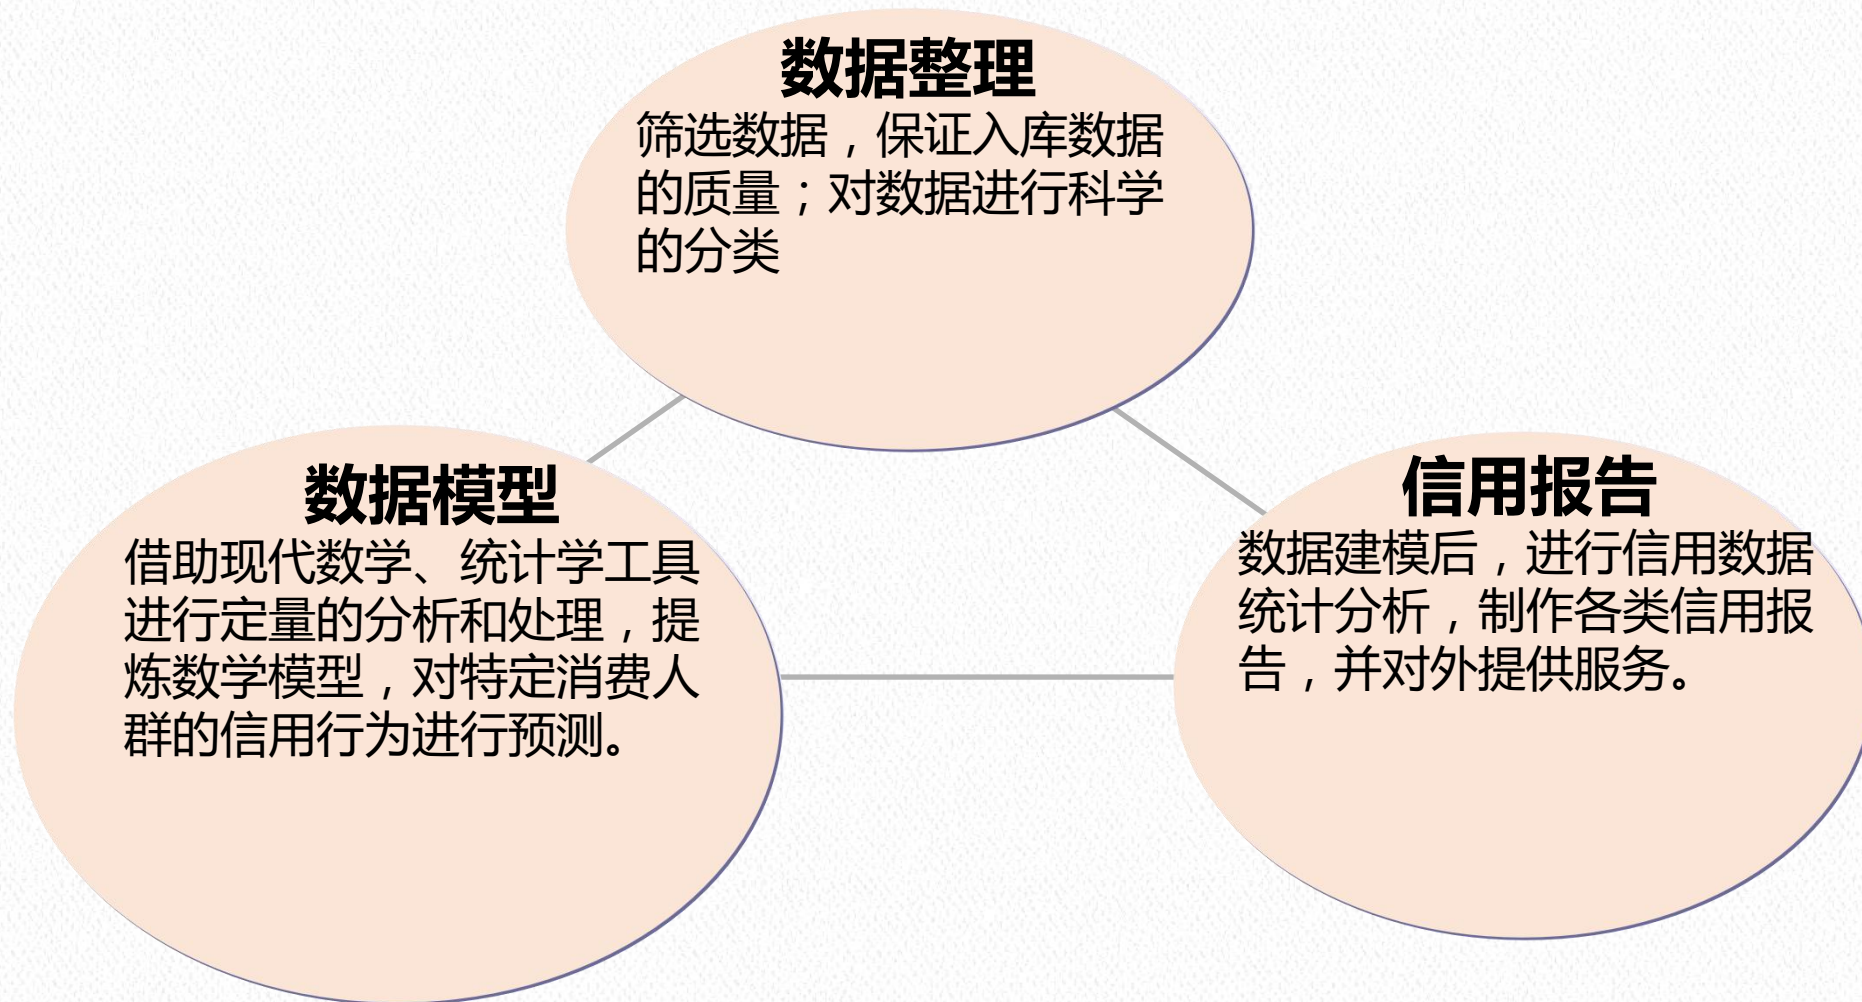 数据整理
筛选数据，保证入库数据
的质量；对数据进行科学
的分类
数据模型
借助现代数学、统计学工具
进行定量的分析和处理，提
炼数学模型，对特定消费人
群的信用行为进行预测。
信用报告
数据建模后，进行信用数据
统计分析，制作各类信用报
告，并对外提供服务。